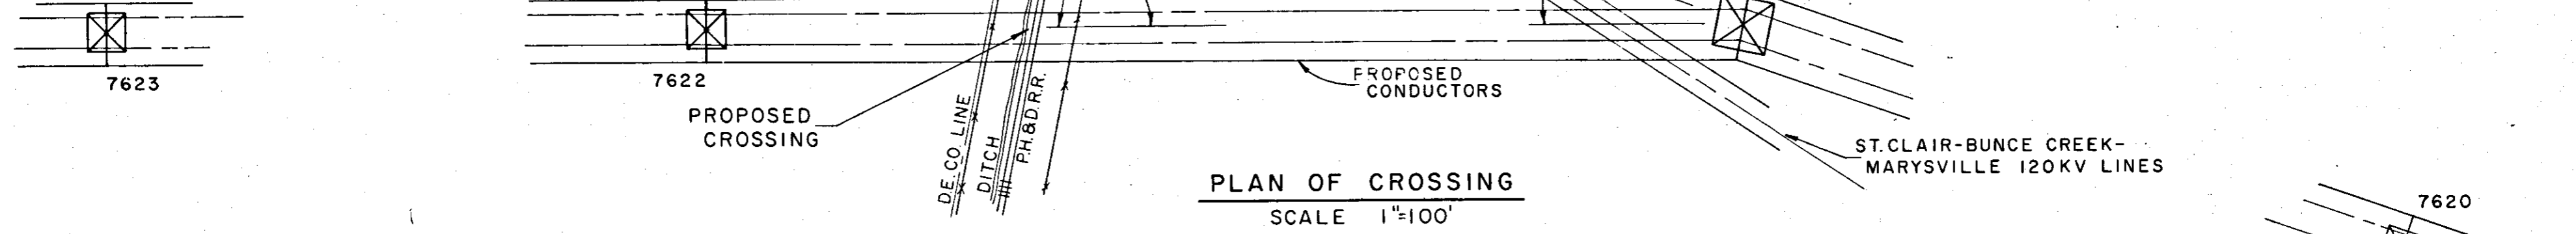 7623
7622
PROPOSED
CROSSING
D.E.CO. LINE
DITCH
P.H.&D.R.R.
PROPOSED
CONDUCTORS
PLAN OF CROSSING
SCALE 1"=100'
ST.CLAIR-BUNCE CREEK-
MARYSVILLE 120KV LINES
7620